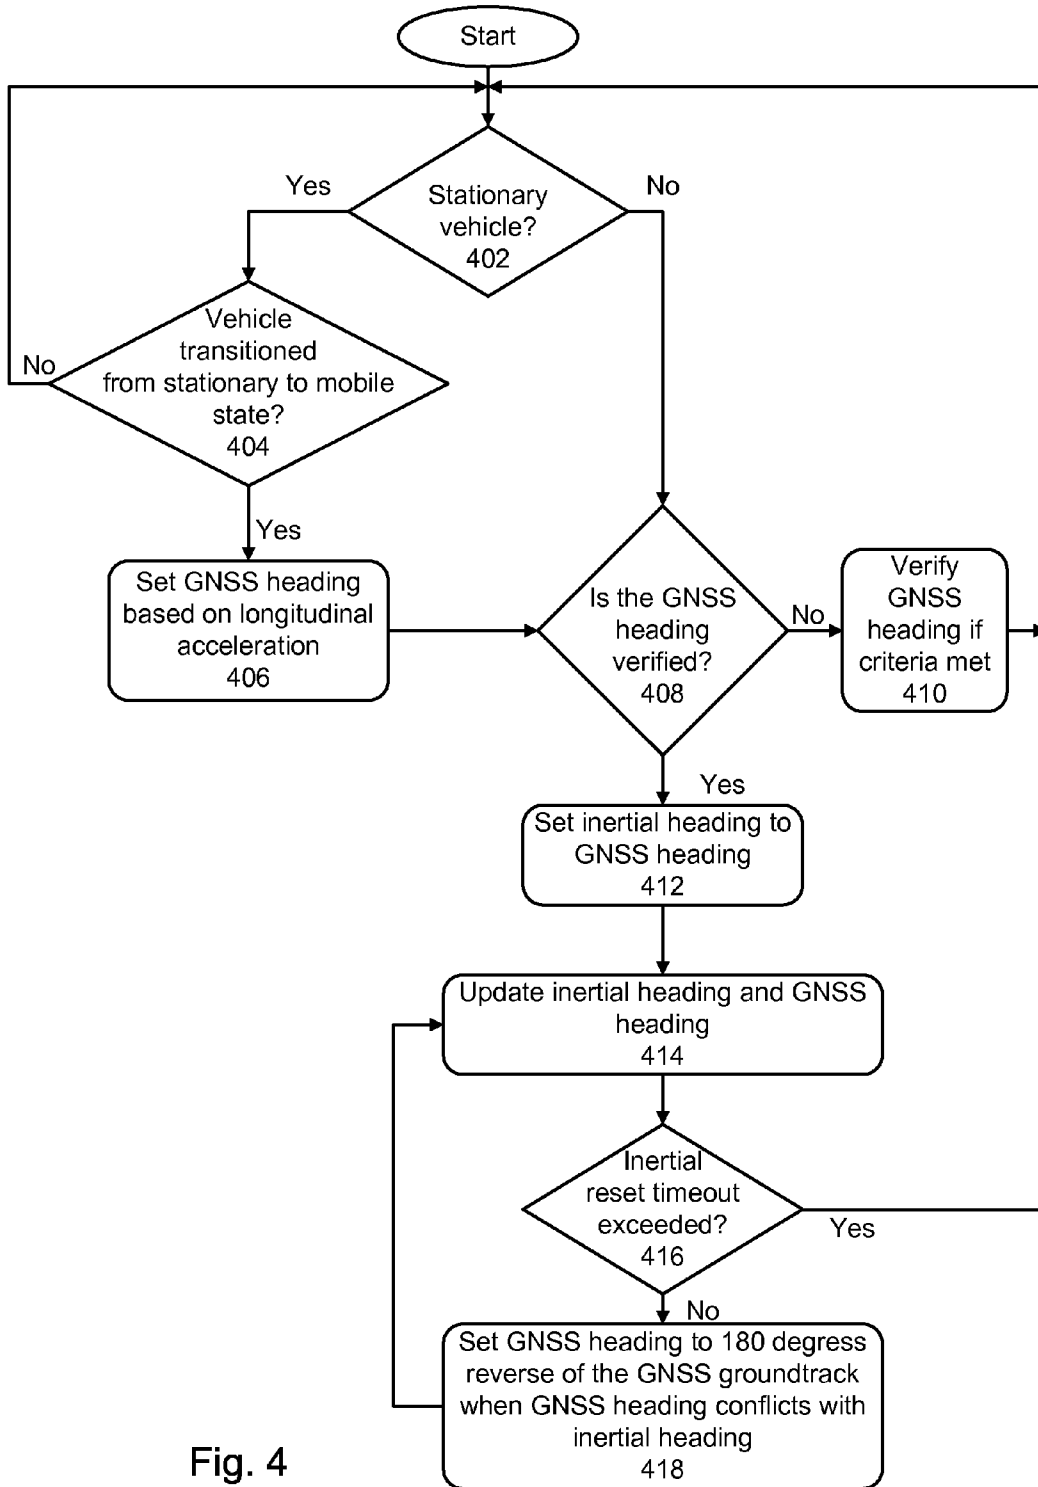 Start
Yes
No
Stationary
vehicle?
402
Vehicle
transitioned
from stationary to mobile
state?
404
No
Yes
Set GNSS heading
based on longitudinal
acceleration
406
Is the GNSS
heading
verified?
408
No
Verify
GNSS
heading if
criteria met
410
Yes
Set inertial heading to
GNSS heading
412
Update inertial heading and GNSS
heading
414
Inertial
reset timeout
exceeded?
416
Yes
No
Set GNSS heading to 180 degress
reverse of the GNSS groundtrack
when GNSS heading conflicts with
inertial heading
418
Fig. 4